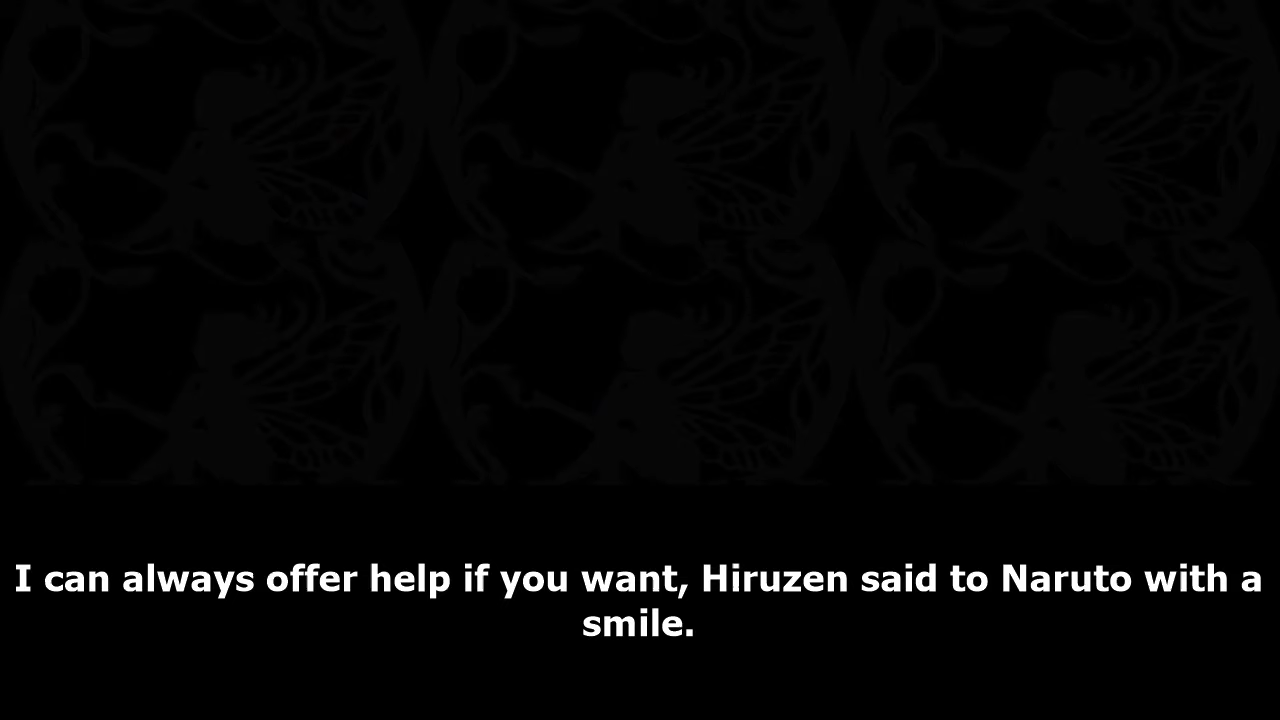 I can always offer help if you want, Hiruzen said to Naruto with a
smile.